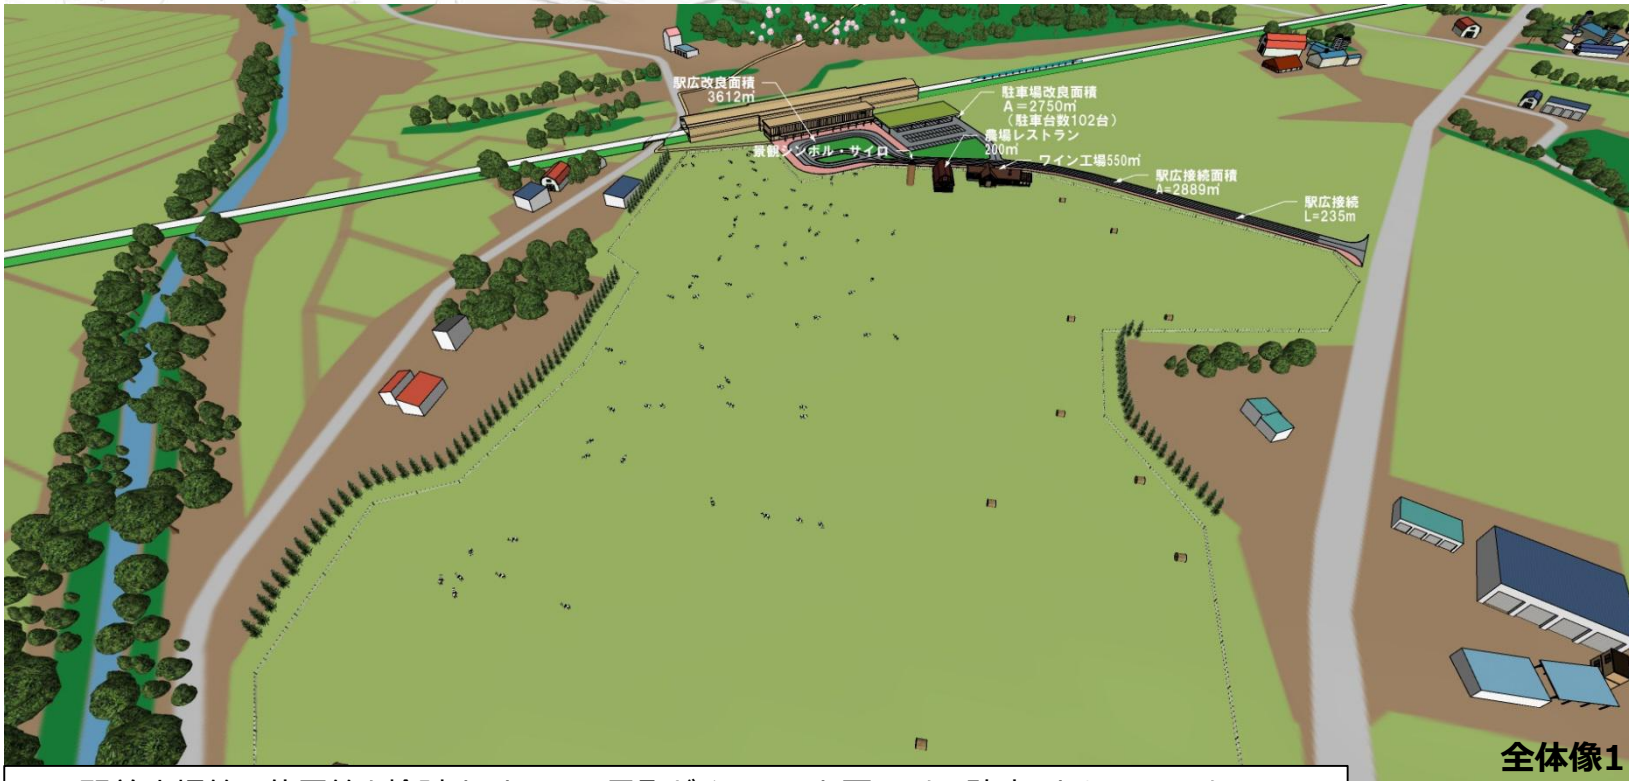 駅広改良面積
3612㎡
駐車場改良面積
A=2750㎡
(駐車台数102台)
農場レストラン
200㎡
景観シンボル・サイロ
ワイン工場550㎡
駅広接続面積
A=2889㎡
駅広接続
L=235m
全体像1